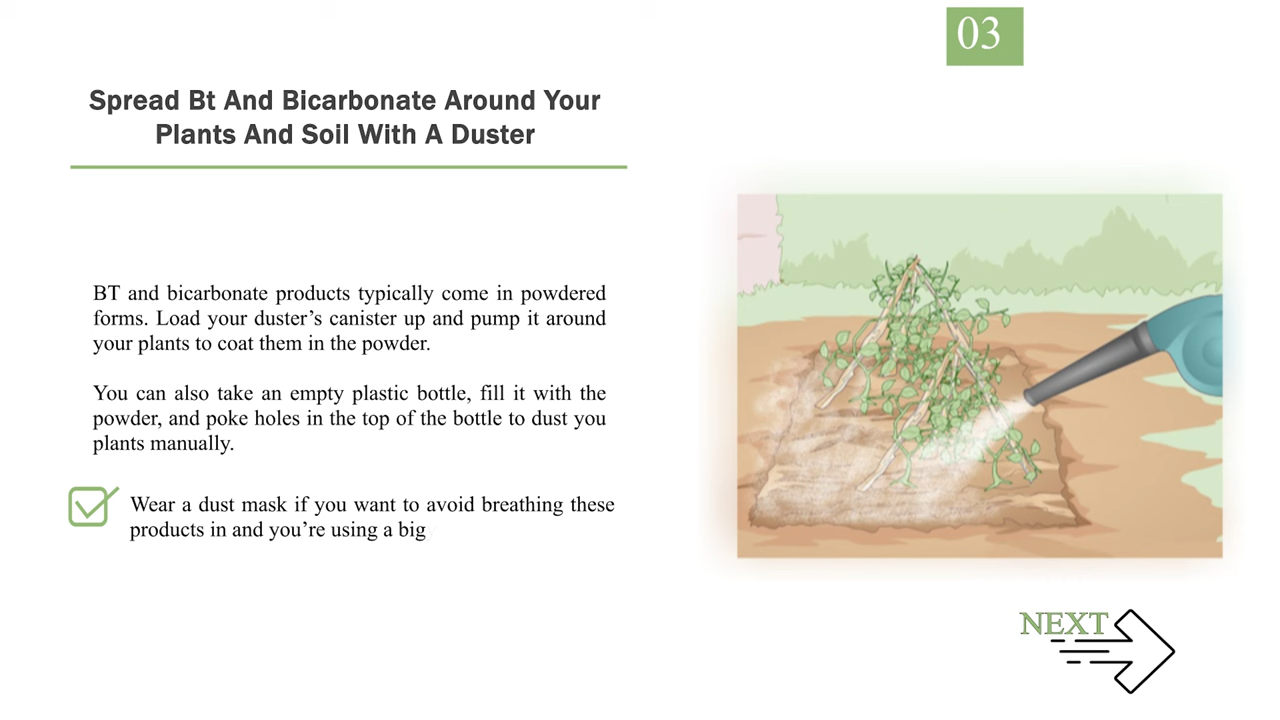 03
Spread Bt And Bicarbonate Around Your
Plants And Soil With A Duster
BT and bicarbonate products typically come in powdered
forms. Load your duster’s canister up and pump it around
your plants to coat them in the powder.
You can also take an empty plastic bottle, fill it with the
powder, and poke holes in the top of the bottle to dust you
plants manually.
Wear a dust mask if you want to avoid breathing these
products in and you’re using a big
NEXT